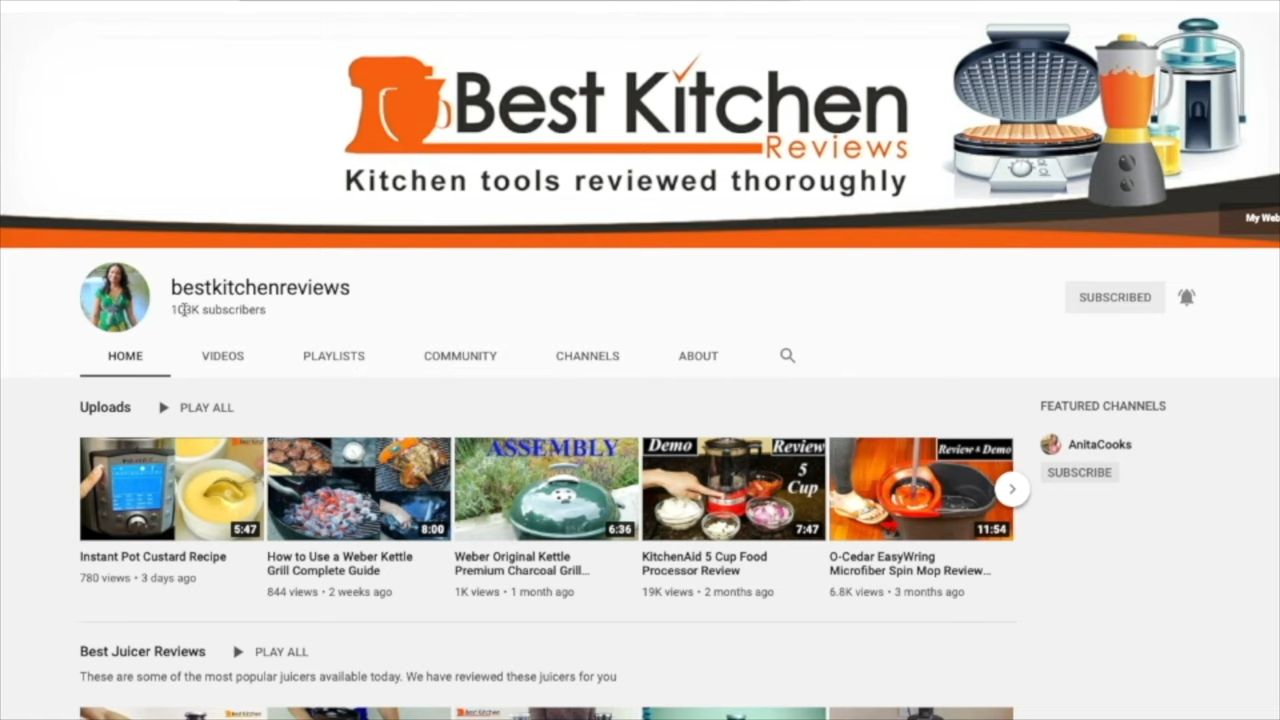 Best Kitchen
Reviews
Kitchen tools reviewed thoroughly
My Web
bestkitchenreviews
103K subscribers
SUBSCRIBED
HOME VIDEOS PLAYLISTS COMMUNITY CHANNELS ABOUT
Uploads PLAY ALL
FEATURED CHANNELS
AnitaCooks
SUBSCRIBE
ASSEMBLY
Demo Review
5
Cup
Review & Demo
5:47 8:00 6:36 7:47 11:54
Instant Pot Custard Recipe
780 views • 3 days ago
How to Use a Weber Kettle
Grill Complete Guide
844 views • 2 weeks ago
Weber Original Kettle
Premium Charcoal Grill...
1K views • 1 month ago
KitchenAid 5 Cup Food
Processor Review
19K views • 2 months ago
O-Cedar EasyWring
Microfiber Spin Mop Review...
6.8K views • 3 months ago
Best Juicer Reviews PLAY ALL
These are some of the most popular juicers available today. We have reviewed these juicers for you
Best Kitchen